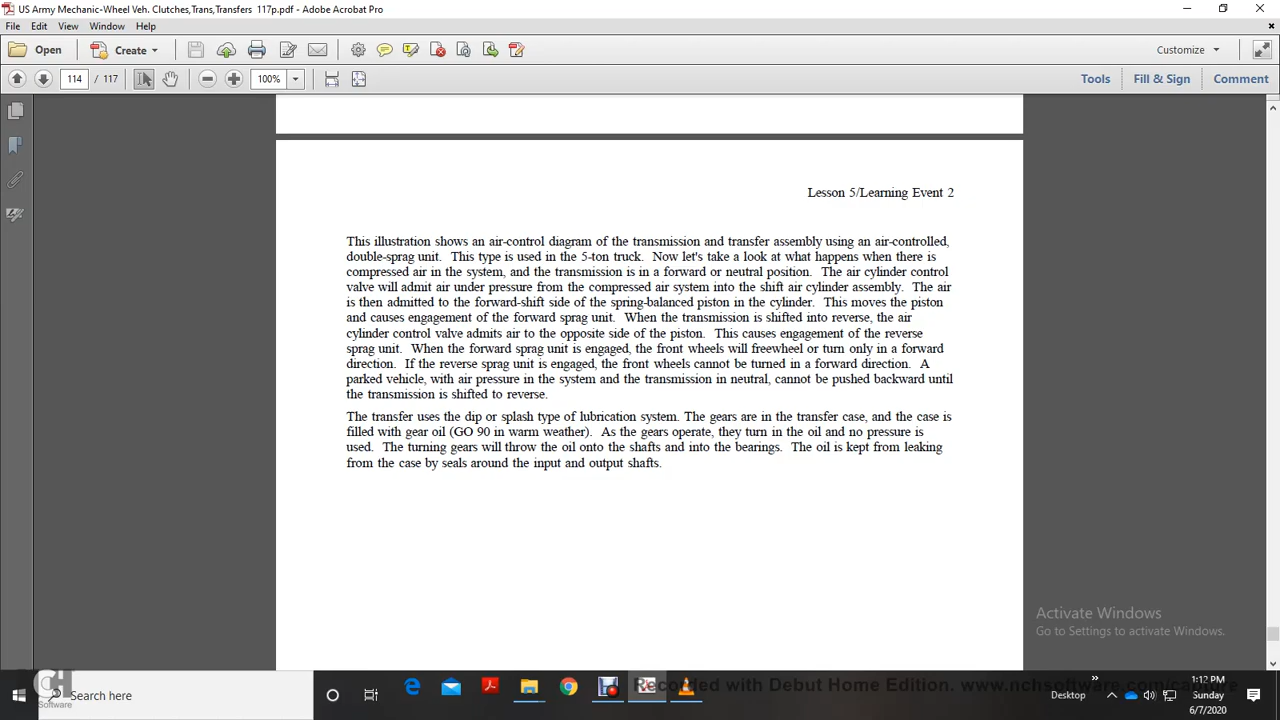 US Army Mechanic-Wheel Veh. Clutches,Trans,Transfers 117p.pdf - Adobe Acrobat Pro
File Edit View Window Help
Open Create Customize
114 / 117 100% Tools Fill & Sign Comment
Lesson 5/Learning Event 2
This illustration shows an air-control diagram of the transmission and transfer assembly using an air-controlled,
double-sprag unit. This type is used in the 5-ton truck. Now let's take a look at what happens when there is
compressed air in the system, and the transmission is in a forward or neutral position. The air cylinder control
valve will admit air under pressure from the compressed air system into the shift air cylinder assembly. The air
is then admitted to the forward-shift side of the spring-balanced piston in the cylinder. This moves the piston
and causes engagement of the forward sprag unit. When the transmission is shifted into reverse, the air
cylinder control valve admits air to the opposite side of the piston. This causes engagement of the reverse
sprag unit. When the forward sprag unit is engaged, the front wheels will freewheel or turn only in a forward
direction. If the reverse sprag unit is engaged, the front wheels cannot be turned in a forward direction. A
parked vehicle, with air pressure in the system and the transmission in neutral, cannot be pushed backward until
the transmission is shifted to reverse.
The transfer uses the dip or splash type of lubrication system. The gears are in the transfer case, and the case is
filled with gear oil (GO 90 in warm weather). As the gears operate, they turn in the oil and no pressure is
used. The turning gears will throw the oil onto the shafts and into the bearings. The oil is kept from leaking
from the case by seals around the input and output shafts.
Activate Windows
Go to Settings to activate Windows.
Search here
Software
Recorded with Debut Home Edition. www.nchsoftware.com/capture
Desktop
1:12 PM
Sunday
6/7/2020